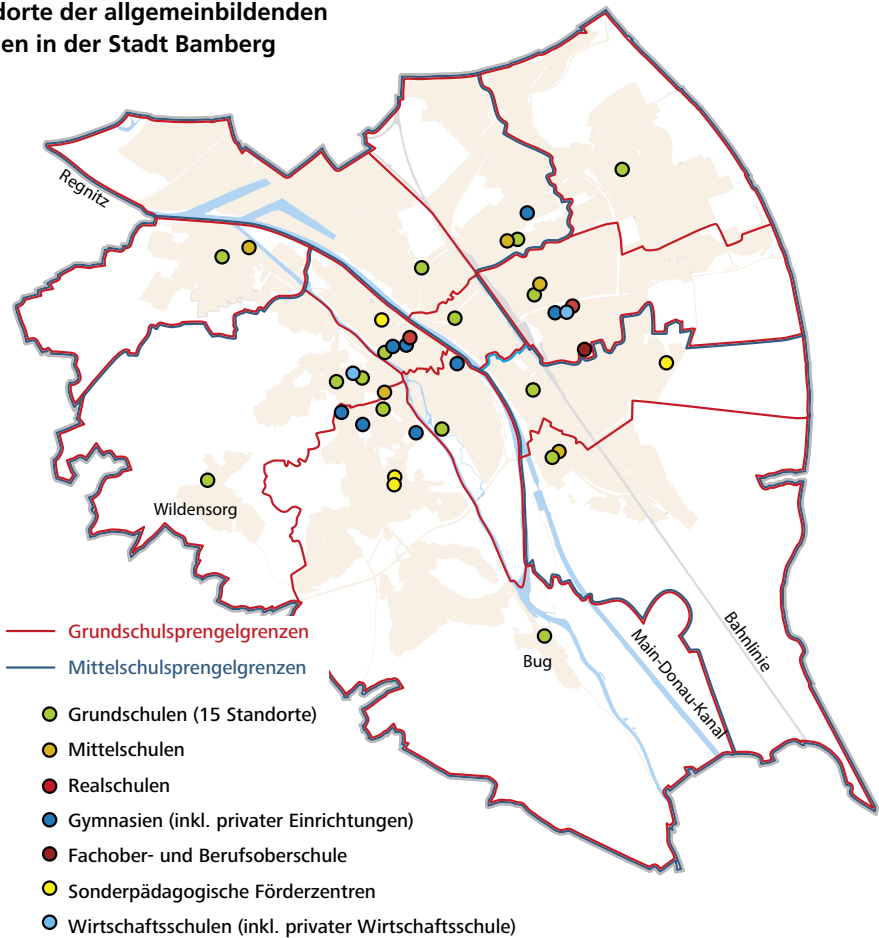 dorte der allgemeinbildenden
en in der Stadt Bamberg
Regnitz
Wildensorg
Bug
Main-Donau-Kanal
Bahnlinie
Grundschulsprengelgrenzen
Mittelschulsprengelgrenzen
Grundschulen (15 Standorte)
Mittelschulen
Realschulen
Gymnasien (inkl. privater Einrichtungen)
Fachober- und Berufsoberschule
Sonderpädagogische Förderzentren
Wirtschaftsschulen (inkl. privater Wirtschaftsschule)